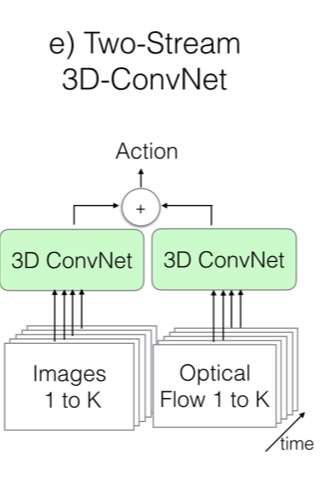 e) Two-Stream
3D-ConvNet
Action
+
3D ConvNet
3D ConvNet
Images
1 to K
Optical
Flow 1 to K
time